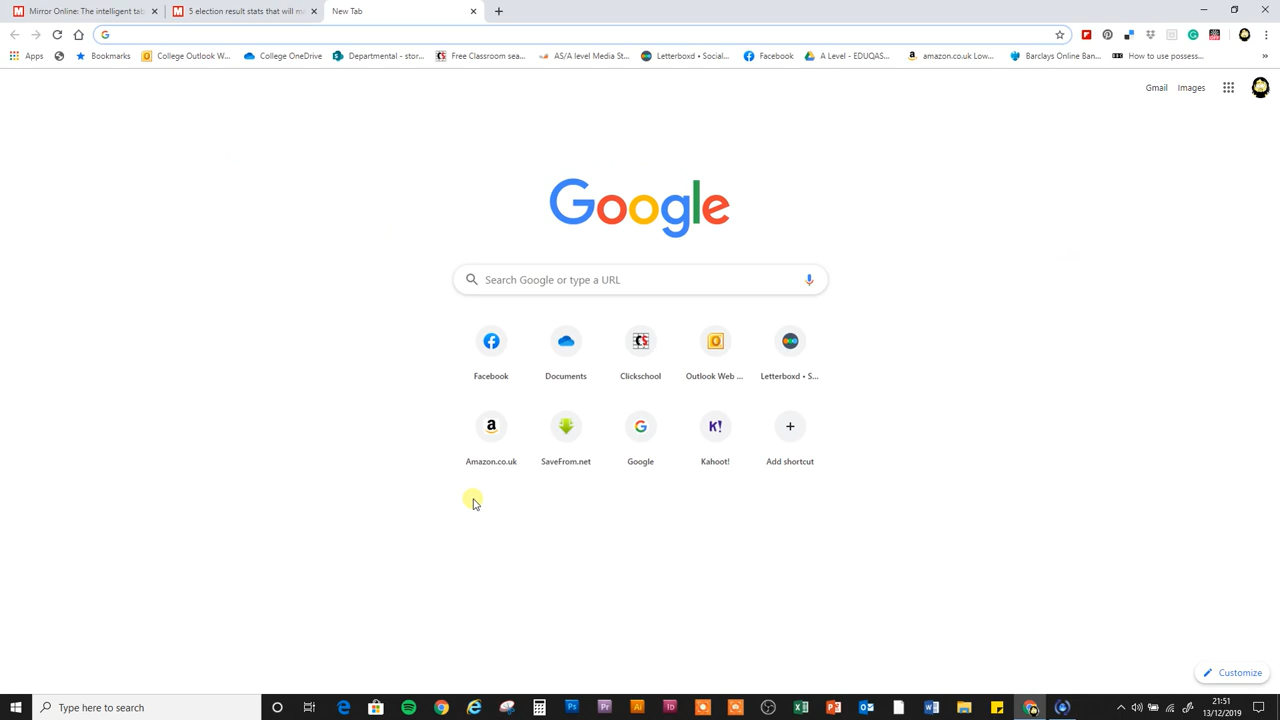 Mirror Online: The intelligent tab
5 election result stats that will m
New Tab
Apps
Bookmarks
College Outlook W...
College OneDrive
Departmental - stor...
Free Classroom sea...
AS/A level Media St...
Letterboxd • Social...
Facebook
A Level - EDUQAS...
amazon.co.uk Low...
Barclays Online Ban...
How to use possess...
»
Gmail
Images
Google
Search Google or type a URL
Facebook
Documents
Clickschool
Outlook Web ...
Letterboxd • S...
Amazon.co.uk
SaveFrom.net
Google
Kahoot!
Add shortcut
Customize
Type here to search
21:51
13/12/2019